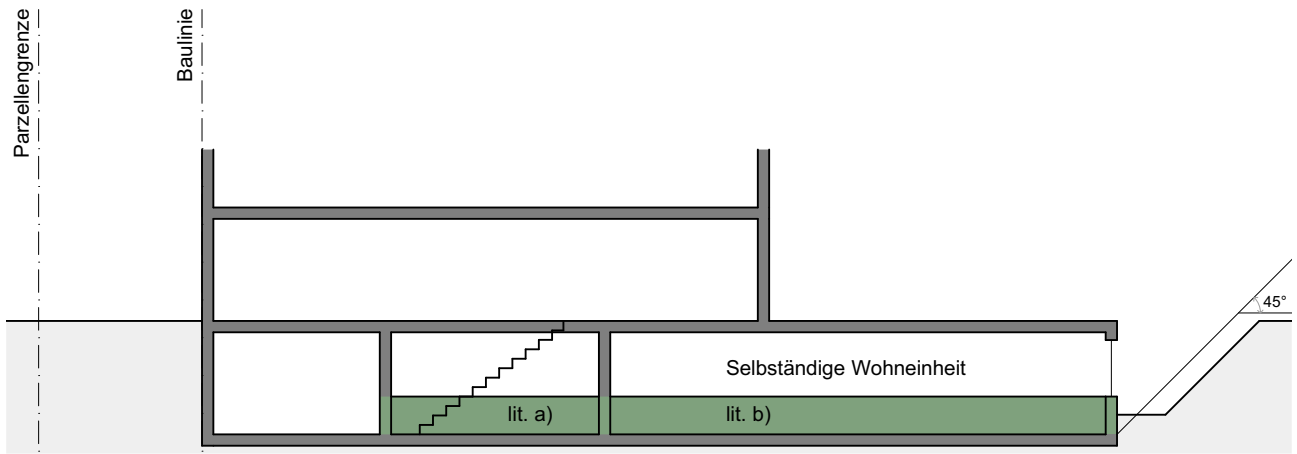 Parzellengrenze
Baulinie
45°
Selbständige Wohneinheit
lit. a)
lit. b)